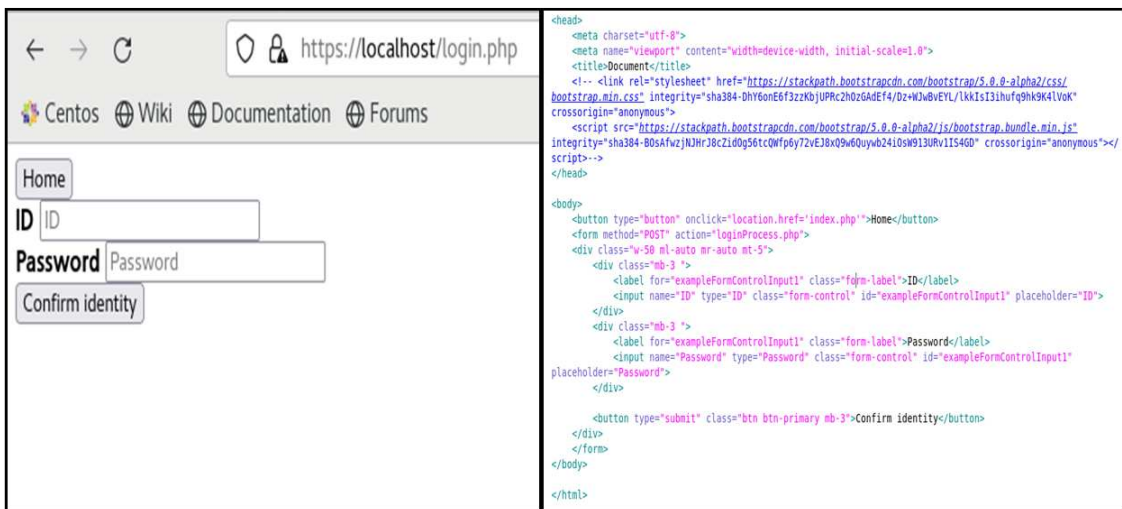 https://localhost/login.php
Centos Wiki Documentation Forums
Home
ID ID
Password Password
Confirm identity
<head>
<meta charset="utf-8">
<meta name="viewport" content="width=device-width, initial-scale=1.0">
<title>Document</title>
<!-- <link rel="stylesheet" href="https://stackpath.bootstrapcdn.com/bootstrap/5.0.0-alpha2/css/
bootstrap.min.css" integrity="sha384-DhY6onE6f3zzKbjUPRc2hOzGAdEf4/Dz+WJwBvEYL/lkkIsI3ihufq9hk9K4lVoK"
crossorigin="anonymous">
<script src="https://stackpath.bootstrapcdn.com/bootstrap/5.0.0-alpha2/js/bootstrap.bundle.min.js"
integrity="sha384-BOsAfwzjNJHrJ8cZidOg56tcQWfp6y72vEJ8xQ9w6Quywb24iOsW913URv1IS4GD" crossorigin="anonymous"></
script>-->
</head>
<body>
<button type="button" onclick="location.href='index.php'">Home</button>
<form method="POST" action="loginProcess.php">
<div class="w-50 ml-auto mr-auto mt-5">
<div class="mb-3 ">
<label for="exampleFormControlInput1" class="form-label">ID</label>
<input name="ID" type="ID" class="form-control" id="exampleFormControlInput1" placeholder="ID">
</div>
<div class="mb-3 ">
<label for="exampleFormControlInput1" class="form-label">Password</label>
<input name="Password" type="Password" class="form-control" id="exampleFormControlInput1"
placeholder="Password">
</div>
<button type="submit" class="btn btn-primary mb-3">Confirm identity</button>
</div>
</form>
</body>
</html>